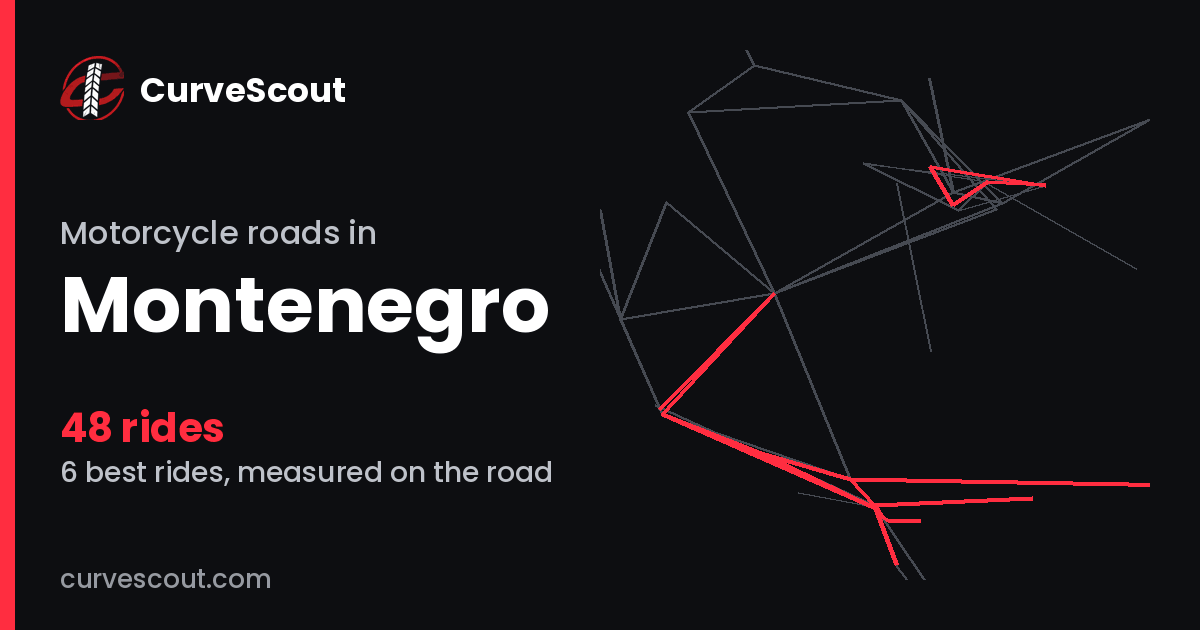 CurveScout
Motorcycle roads in
Montenegro
48 rides
6 best rides, measured on the road
curvescout.com